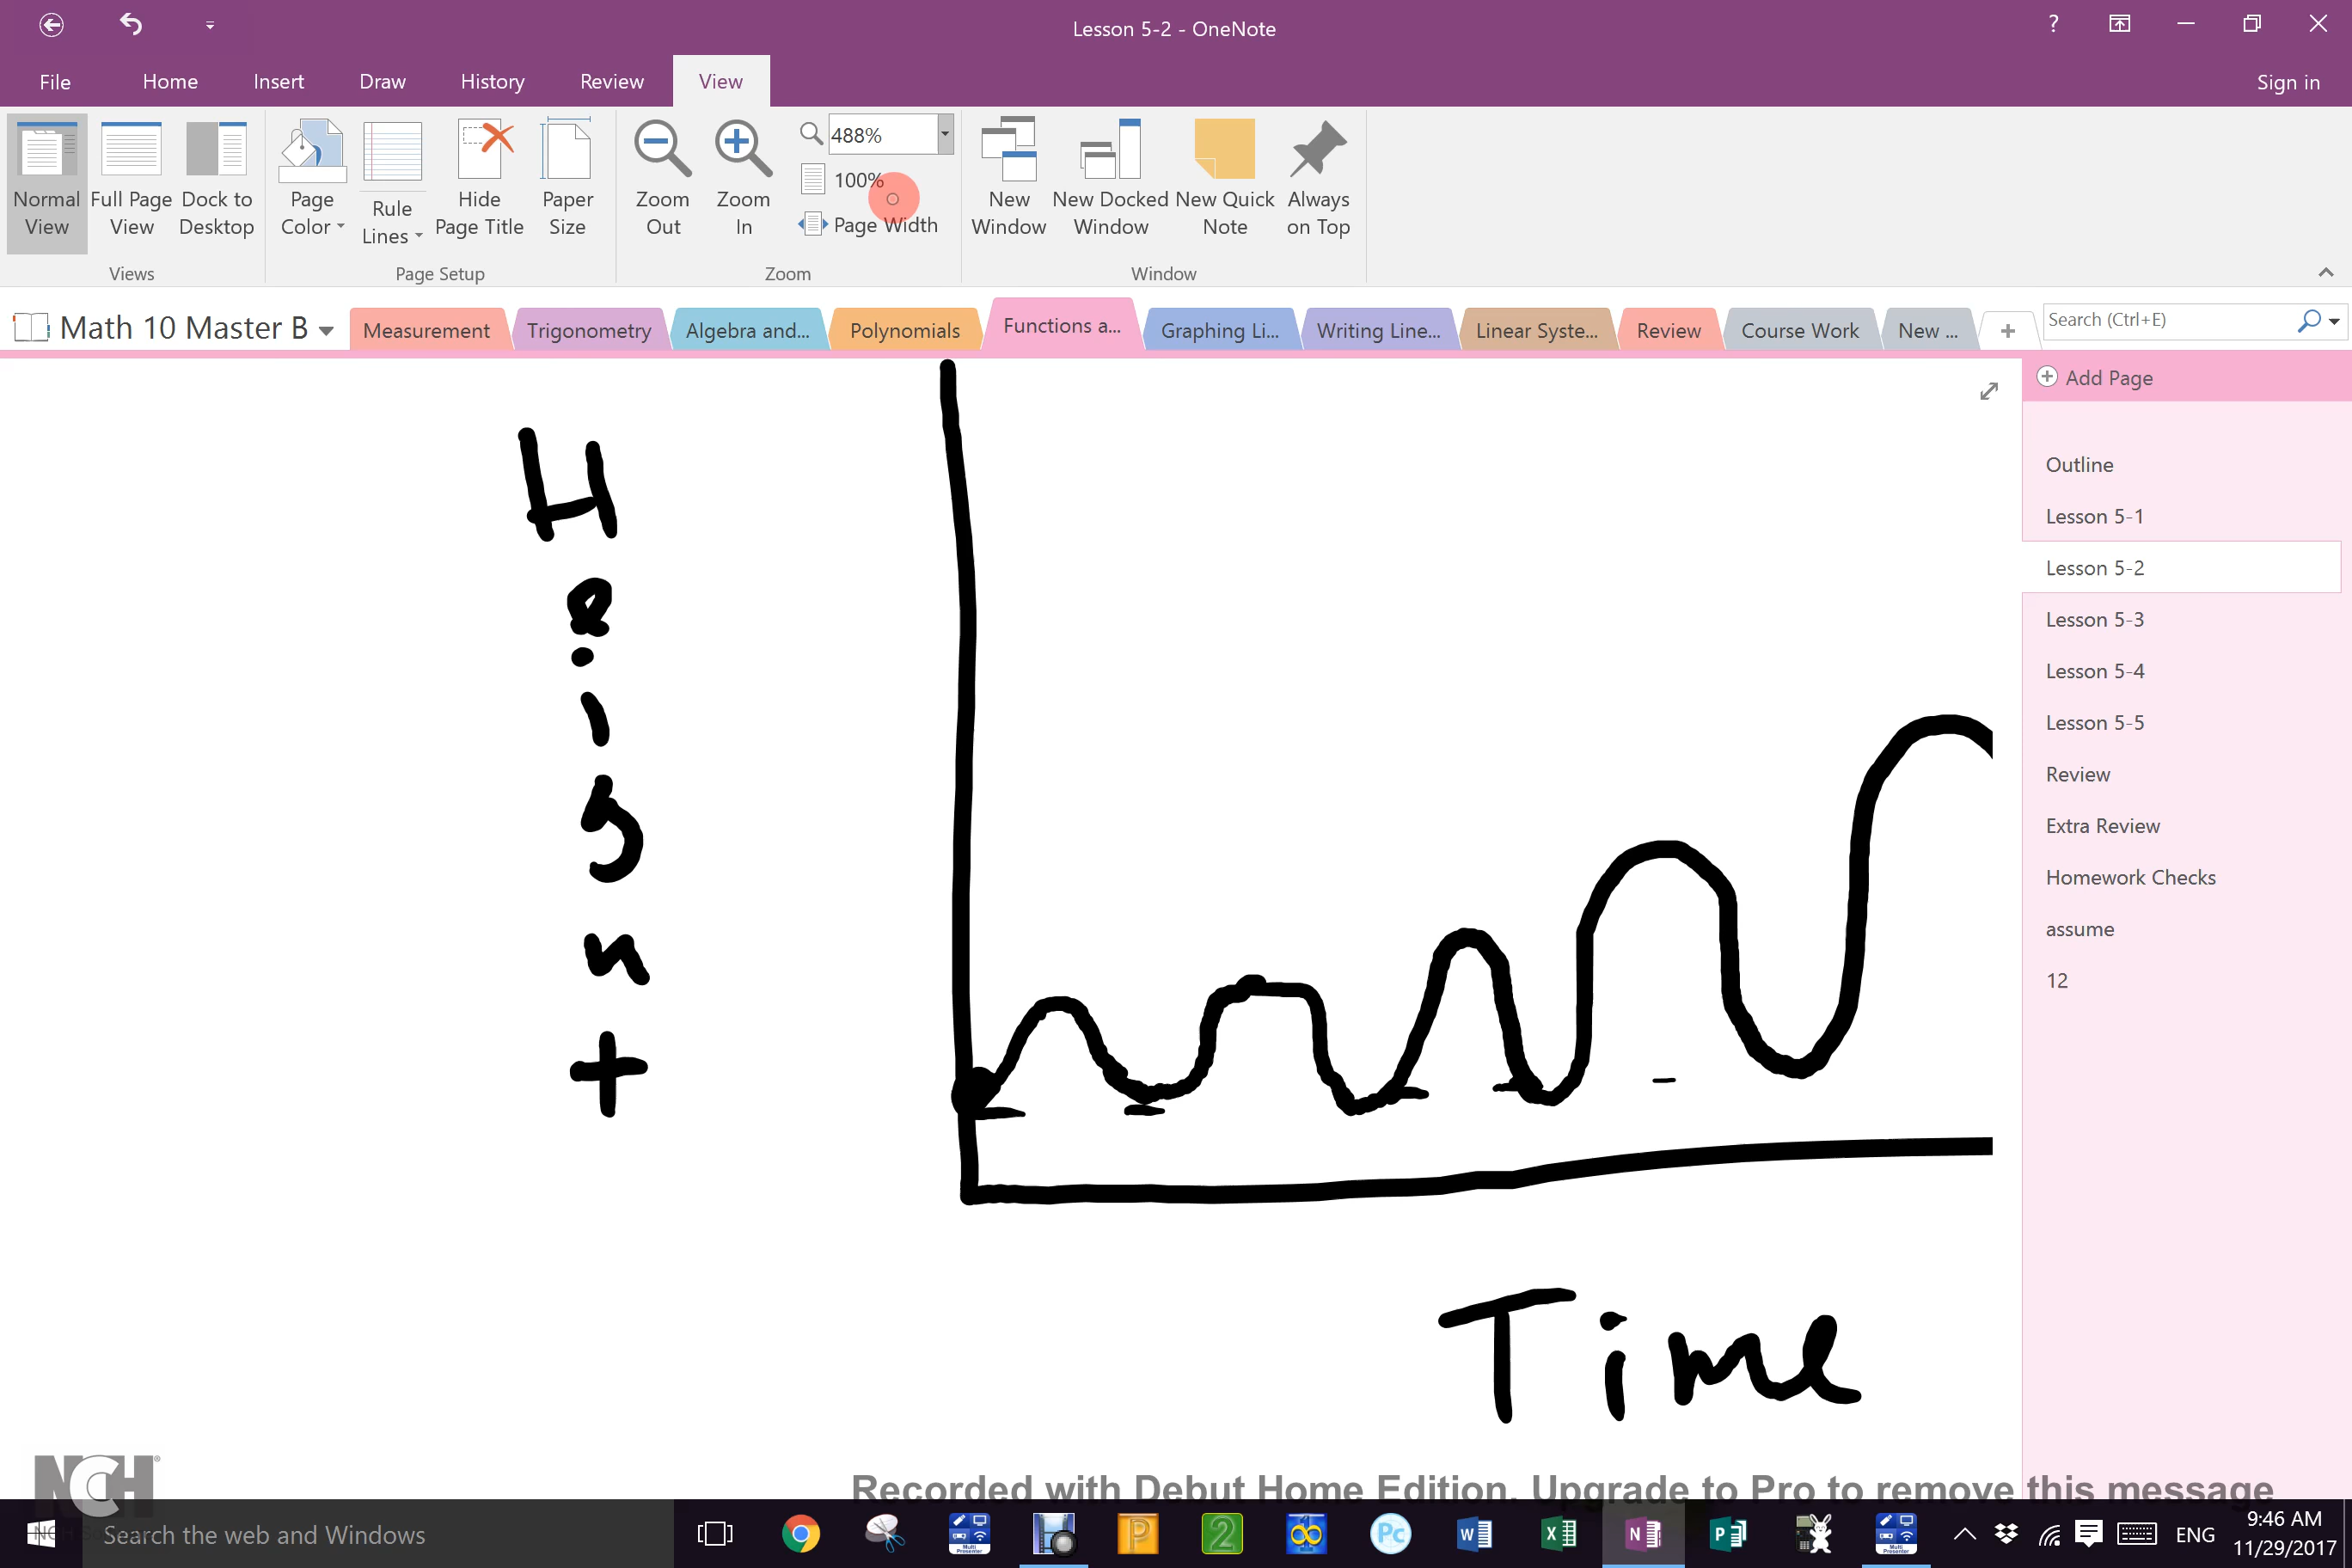 Lesson 5-2 - OneNote
?
File Home Insert Draw History Review View Sign in
Normal View
Full Page View
Dock to Desktop
Page Color
Rule Lines
Hide Page Title
Paper Size
Zoom Out
Zoom In
488%
100%
Page Width
New Window
New Docked Window
New Quick Note
Always on Top
Views Page Setup Zoom Window
Math 10 Master B
Measurement Trigonometry Algebra and... Polynomials Functions a... Graphing Li... Writing Line... Linear Syste... Review Course Work New ... +
Search (Ctrl+E)
Add Page
Outline
Lesson 5-1
Lesson 5-2
Lesson 5-3
Lesson 5-4
Lesson 5-5
Review
Extra Review
Homework Checks
assume
12
Height
Time
NCH
Recorded with Debut Home Edition. Upgrade to Pro to remove this message
Search the web and Windows
ENG
9:46 AM
11/29/2017